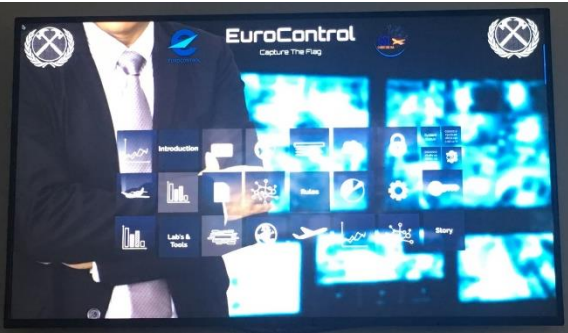 EuroControl
Capture The Flag
Introduction
Rules
Lab's &
Tools
Story